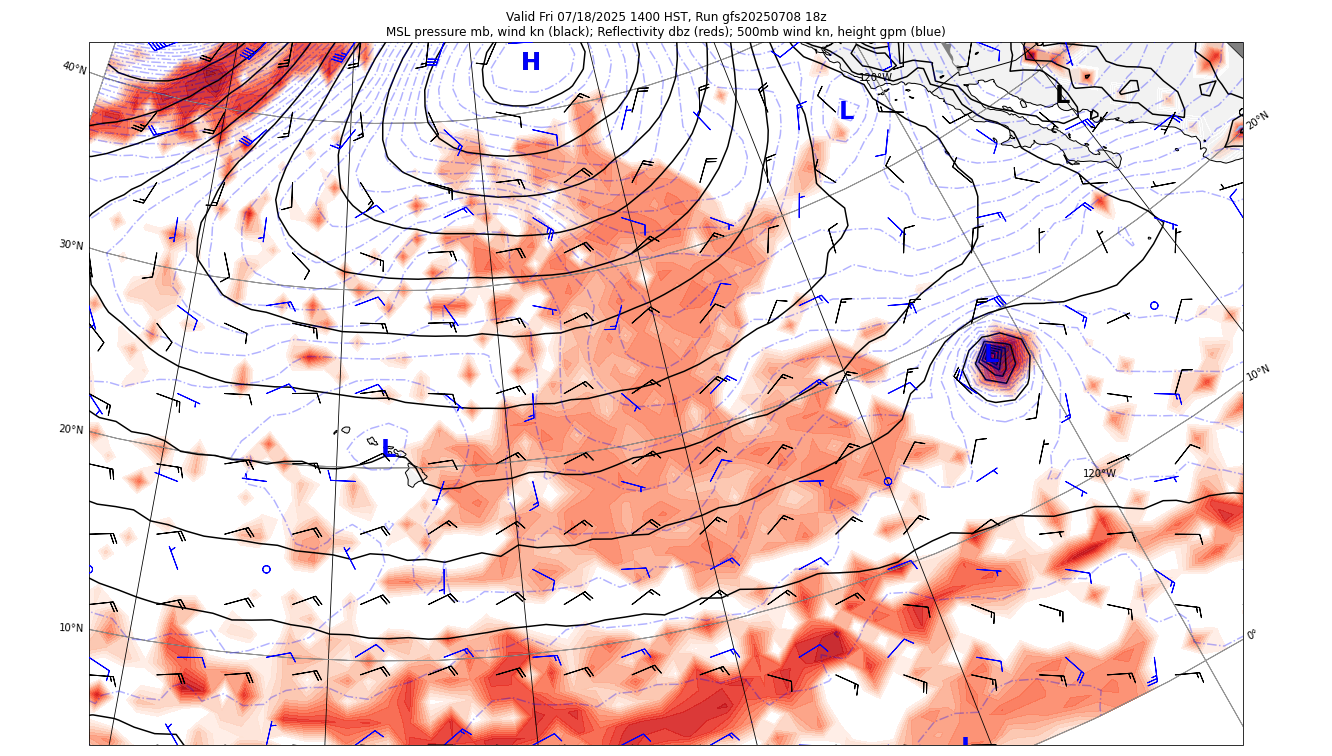 Valid Fri 07/18/2025 1400 HST, Run gfs20250708 18z
MSL pressure mb, wind kn (black); Reflectivity dbz (reds); 500mb wind kn, height gpm (blue)
40°N
H
120°W
L
L
20°N
30°N
10°N
20°N
L
120°W
10°N
0°
L